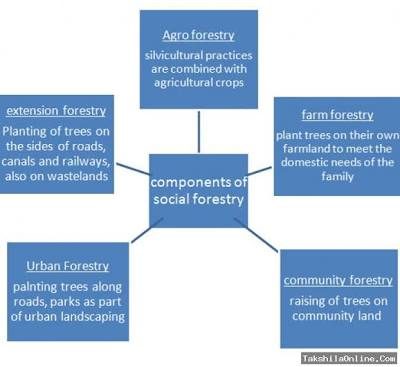 Agro forestry
silvicultural practices
are combined with
agricultural crops
extension forestry
Planting of trees on
the sides of roads,
canals and railways,
also on wastelands
farm forestry
plant trees on their own
farmland to meet the
domestic needs of the
family
components of
social forestry
Urban Forestry
palnting trees along
roads, parks as part
of urban landscaping
community forestry
raising of trees on
community land
TakshilaOnline.Com